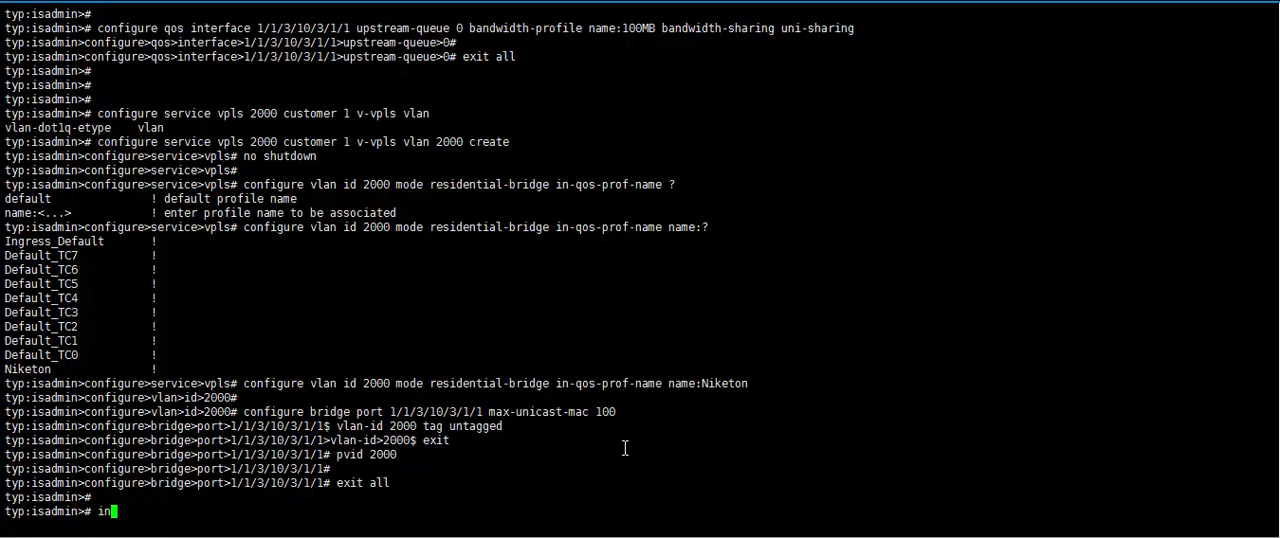 typ:isadmin>#
typ:isadmin># configure qos interface 1/1/3/10/3/1/1 upstream-queue 0 bandwidth-profile name:100MB bandwidth-sharing uni-sharing
typ:isadmin>configure>qos>interface>1/1/3/10/3/1/1>upstream-queue>0#
typ:isadmin>configure>qos>interface>1/1/3/10/3/1/1>upstream-queue>0# exit all
typ:isadmin>#
typ:isadmin>#
typ:isadmin>#
typ:isadmin># configure service vpls 2000 customer 1 v-vpls vlan
vlan-dot1q-etype    vlan
typ:isadmin># configure service vpls 2000 customer 1 v-vpls vlan 2000 create
typ:isadmin>configure>service>vpls# no shutdown
typ:isadmin>configure>service>vpls#
typ:isadmin>configure>service>vpls# configure vlan id 2000 mode residential-bridge in-qos-prof-name ?
default               ! default profile name
name:<...>            ! enter profile name to be associated
typ:isadmin>configure>service>vpls# configure vlan id 2000 mode residential-bridge in-qos-prof-name name:?
Ingress_Default       !
Default_TC7           !
Default_TC6           !
Default_TC5           !
Default_TC4           !
Default_TC3           !
Default_TC2           !
Default_TC1           !
Default_TC0           !
Niketon               !
typ:isadmin>configure>service>vpls# configure vlan id 2000 mode residential-bridge in-qos-prof-name name:Niketon
typ:isadmin>configure>vlan>id>2000#
typ:isadmin>configure>vlan>id>2000# configure bridge port 1/1/3/10/3/1/1 max-unicast-mac 100
typ:isadmin>configure>bridge>port>1/1/3/10/3/1/1$ vlan-id 2000 tag untagged
typ:isadmin>configure>bridge>port>1/1/3/10/3/1/1>vlan-id>2000$ exit
typ:isadmin>configure>bridge>port>1/1/3/10/3/1/1# pvid 2000
typ:isadmin>configure>bridge>port>1/1/3/10/3/1/1#
typ:isadmin>configure>bridge>port>1/1/3/10/3/1/1# exit all
typ:isadmin>#
typ:isadmin># in